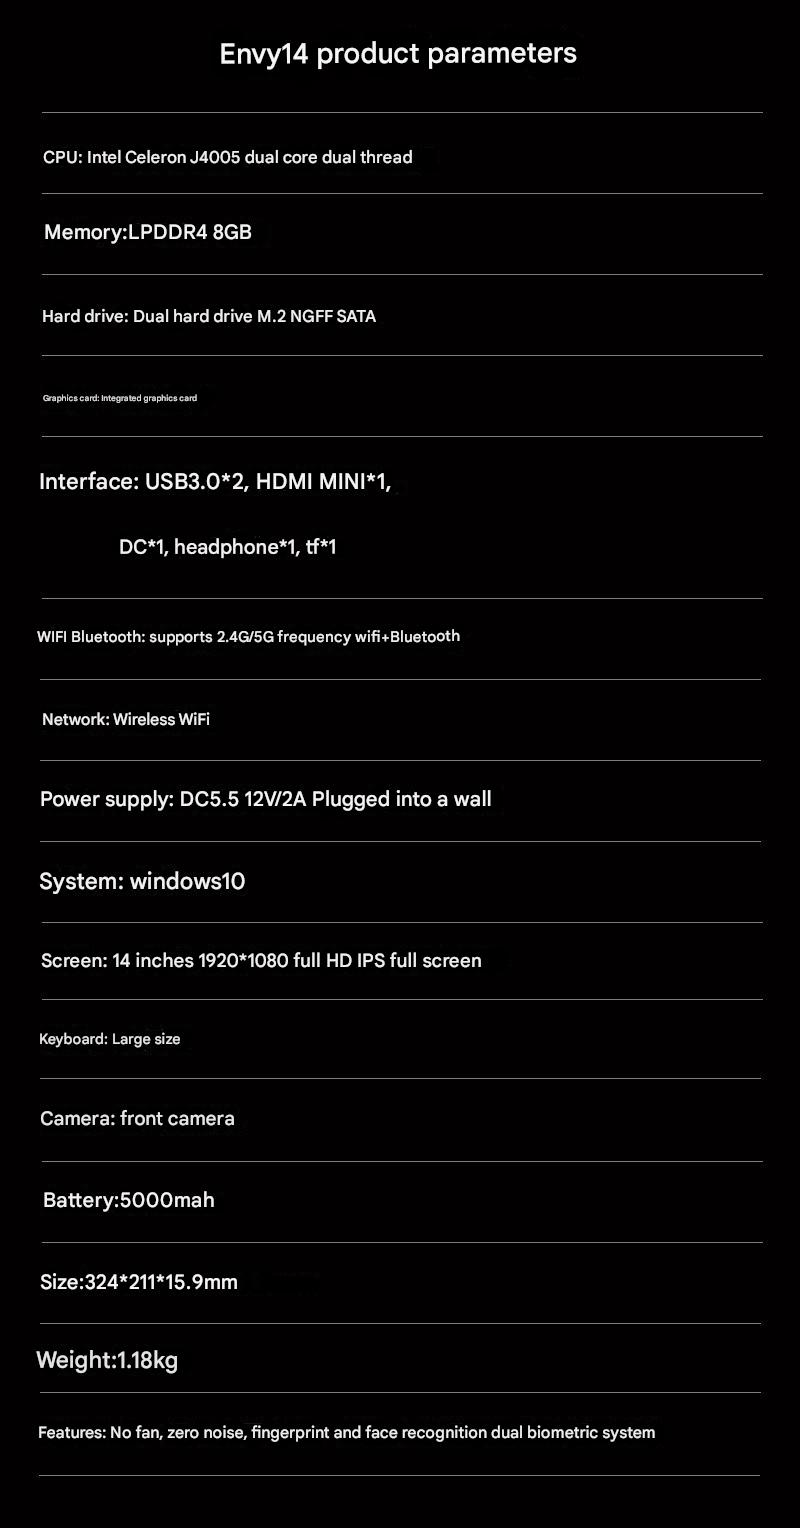 Envy14 product parameters
CPU: Intel Celeron J4005 dual core dual thread
Memory:LPDDR4 8GB
Hard drive: Dual hard drive M.2 NGFF SATA
Graphics card: Integrated graphics card
Interface: USB3.0*2, HDMI MINI*1,
DC*1, headphone*1, tf*1
WIFI Bluetooth: supports 2.4G/5G frequency wifi+Bluetooth
Network: Wireless WiFi
Power supply: DC5.5 12V/2A Plugged into a wall
System: windows10
Screen: 14 inches 1920*1080 full HD IPS full screen
Keyboard: Large size
Camera: front camera
Battery:5000mah
Size:324*211*15.9mm
Weight:1.18kg
Features: No fan, zero noise, fingerprint and face recognition dual biometric system